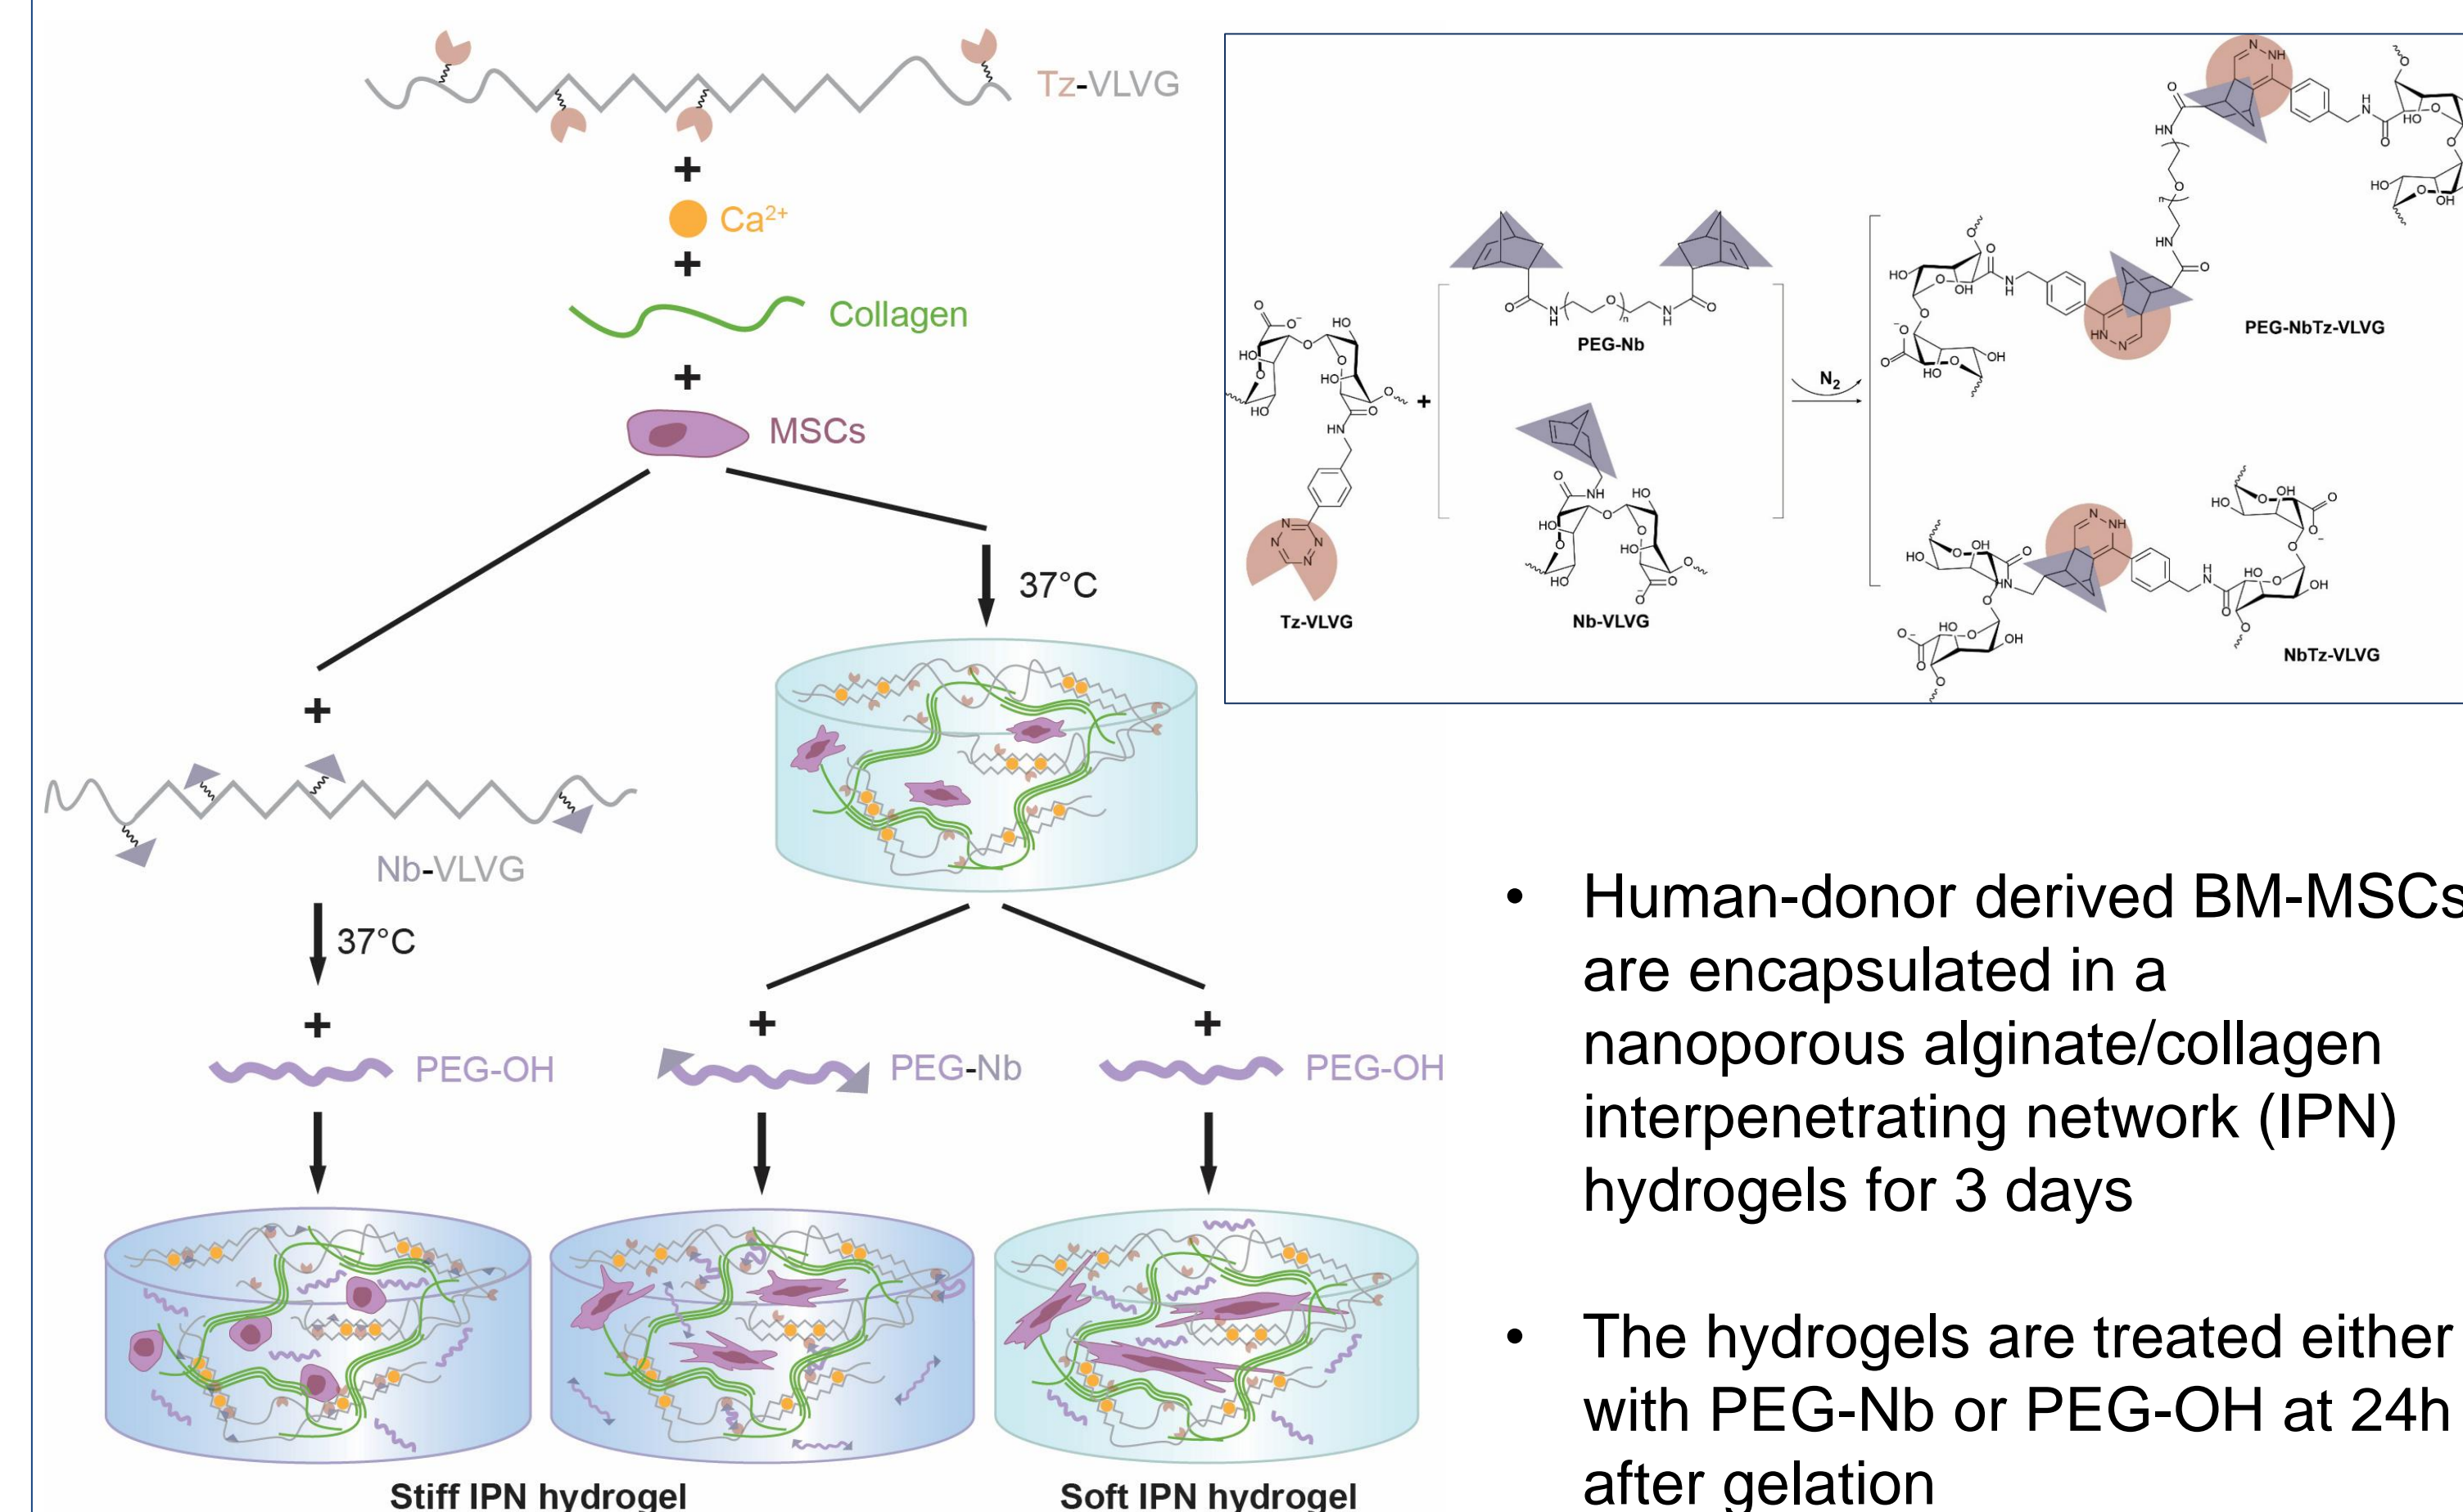 Tz-VLVG
+
Ca2+
+
Collagen
+
MSCs
37°C
+
Nb-VLVG
37°C
+
PEG-OH
+
PEG-Nb
+
PEG-OH
Stiff IPN hydrogel
Soft IPN hydrogel
Tz-VLVG
+
PEG-Nb
Nb-VLVG
N2
PEG-NbTz-VLVG
NbTz-VLVG
• Human-donor derived BM-MSCs
are encapsulated in a
nanoporous alginate/collagen
interpenetrating network (IPN)
hydrogels for 3 days
• The hydrogels are treated either
with PEG-Nb or PEG-OH at 24h
after gelation